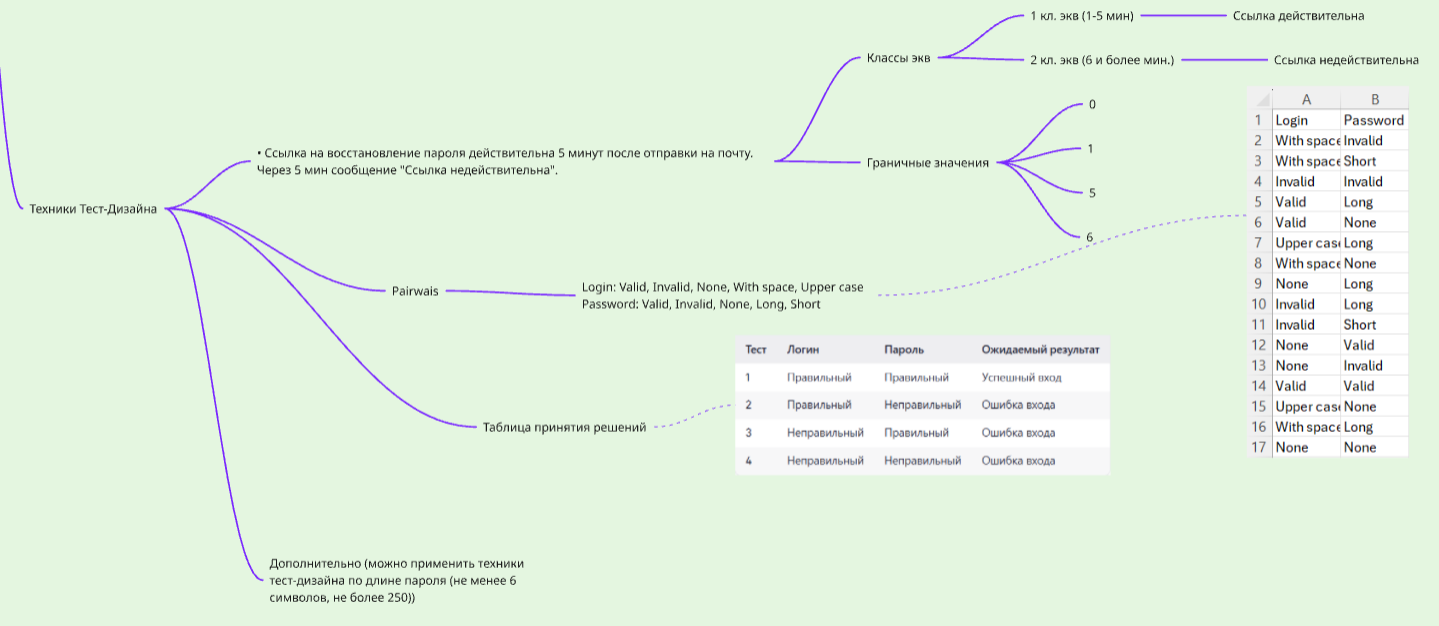 Техники Тест-Дизайна
• Ссылка на восстановление пароля действительна 5 минут после отправки на почту.
Через 5 мин сообщение "Ссылка недействительна".
Классы экв
1 кл. экв (1-5 мин)
Ссылка действительна
2 кл. экв (6 и более мин.)
Ссылка недействительна
Граничные значения
0
1
5
6
Pairwais
Login: Valid, Invalid, None, With space, Upper case
Password: Valid, Invalid, None, Long, Short
A B
1 Login Password
2 With space Invalid
3 With space Short
4 Invalid Invalid
5 Valid Long
6 Valid None
7 Upper cas Long
8 With space None
9 None Long
10 Invalid Long
11 Invalid Short
12 None Valid
13 None Invalid
14 Valid Valid
15 Upper cas None
16 With space Long
17 None None
Таблица принятия решений
Тест Логин Пароль Ожидаемый результат
1 Правильный Правильный Успешный вход
2 Правильный Неправильный Ошибка входа
3 Неправильный Правильный Ошибка входа
4 Неправильный Неправильный Ошибка входа
Дополнительно (можно применить техники
тест-дизайна по длине пароля (не менее 6
символов, не более 250))